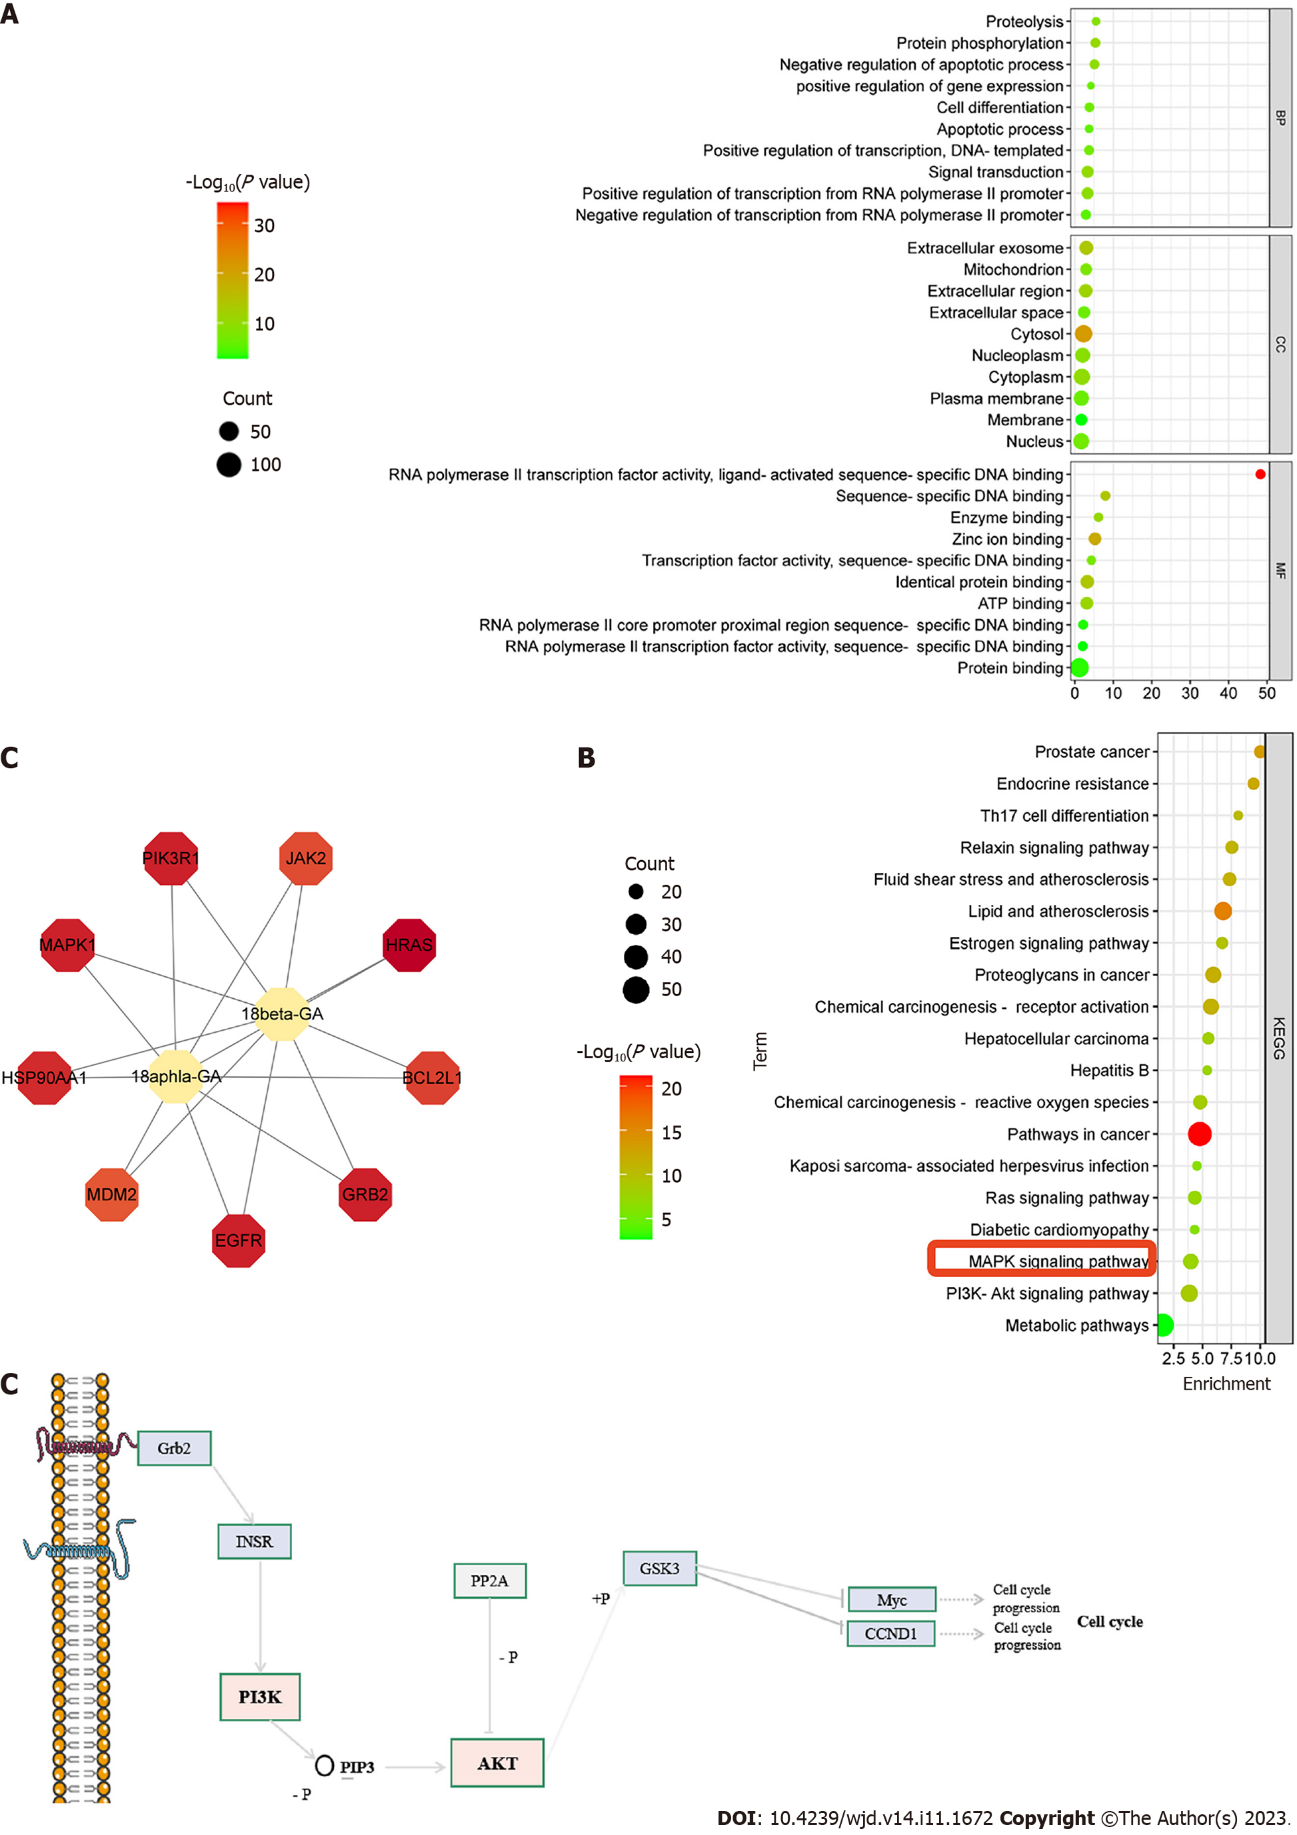 A
Proteolysis
Protein phosphorylation
Negative regulation of apoptotic process
positive regulation of gene expression
Cell differentiation
Apoptotic process
Positive regulation of transcription, DNA- templated
Signal transduction
Positive regulation of transcription from RNA polymerase II promoter
Negative regulation of transcription from RNA polymerase II promoter
BP
Extracellular exosome
Mitochondrion
Extracellular region
Extracellular space
Cytosol
Nucleoplasm
Cytoplasm
Plasma membrane
Membrane
Nucleus
CC
RNA polymerase II transcription factor activity, ligand- activated sequence- specific DNA binding
Sequence- specific DNA binding
Enzyme binding
Zinc ion binding
Transcription factor activity, sequence- specific DNA binding
Identical protein binding
ATP binding
RNA polymerase II core promoter proximal region sequence- specific DNA binding
RNA polymerase II transcription factor activity, sequence- specific DNA binding
Protein binding
MF
0 10 20 30 40 50
-Log10(P value)
30
20
10
Count
50
100
C
PIK3R1
JAK2
MAPK1
HRAS
18beta-GA
HSP90AA1
18aphla-GA
BCL2L1
MDM2
GRB2
EGFR
B
Count
20
30
40
50
-Log10(P value)
20
15
10
5
Term
Prostate cancer
Endocrine resistance
Th17 cell differentiation
Relaxin signaling pathway
Fluid shear stress and atherosclerosis
Lipid and atherosclerosis
Estrogen signaling pathway
Proteoglycans in cancer
Chemical carcinogenesis - receptor activation
Hepatocellular carcinoma
Hepatitis B
Chemical carcinogenesis - reactive oxygen species
Pathways in cancer
Kaposi sarcoma- associated herpesvirus infection
Ras signaling pathway
Diabetic cardiomyopathy
MAPK signaling pathway
PI3K- Akt signaling pathway
Metabolic pathways
KEGG
2.5 5.0 7.5 10.0
Enrichment
C
Grb2
INSR
PI3K
PIP3
- P
PP2A
- P
AKT
+P
GSK3
Myc
CCND1
Cell cycle
progression
Cell cycle
progression
Cell cycle
DOI: 10.4239/wjd.v14.i11.1672 Copyright ©The Author(s) 2023.